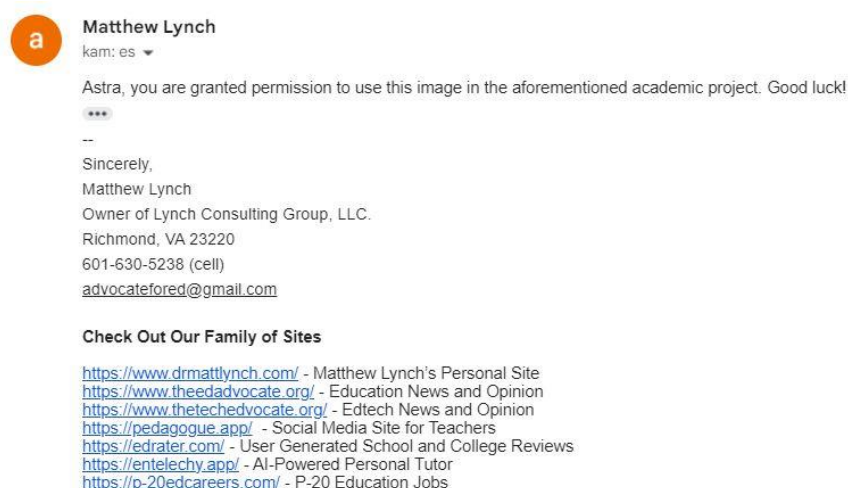 a
Matthew Lynch
kam: es
Astra, you are granted permission to use this image in the aforementioned academic project. Good luck!
•••
--
Sincerely,
Matthew Lynch
Owner of Lynch Consulting Group, LLC.
Richmond, VA 23220
601-630-5238 (cell)
advocatefored@gmail.com
Check Out Our Family of Sites
https://www.drmattlynch.com/ - Matthew Lynch's Personal Site
https://www.theedadvocate.org/ - Education News and Opinion
https://www.thetechedvocate.org/ - Edtech News and Opinion
https://pedagogue.app/ - Social Media Site for Teachers
https://edrater.com/ - User Generated School and College Reviews
https://entelechy.app/ - AI-Powered Personal Tutor
https://p-20edcareers.com/ - P-20 Education Jobs